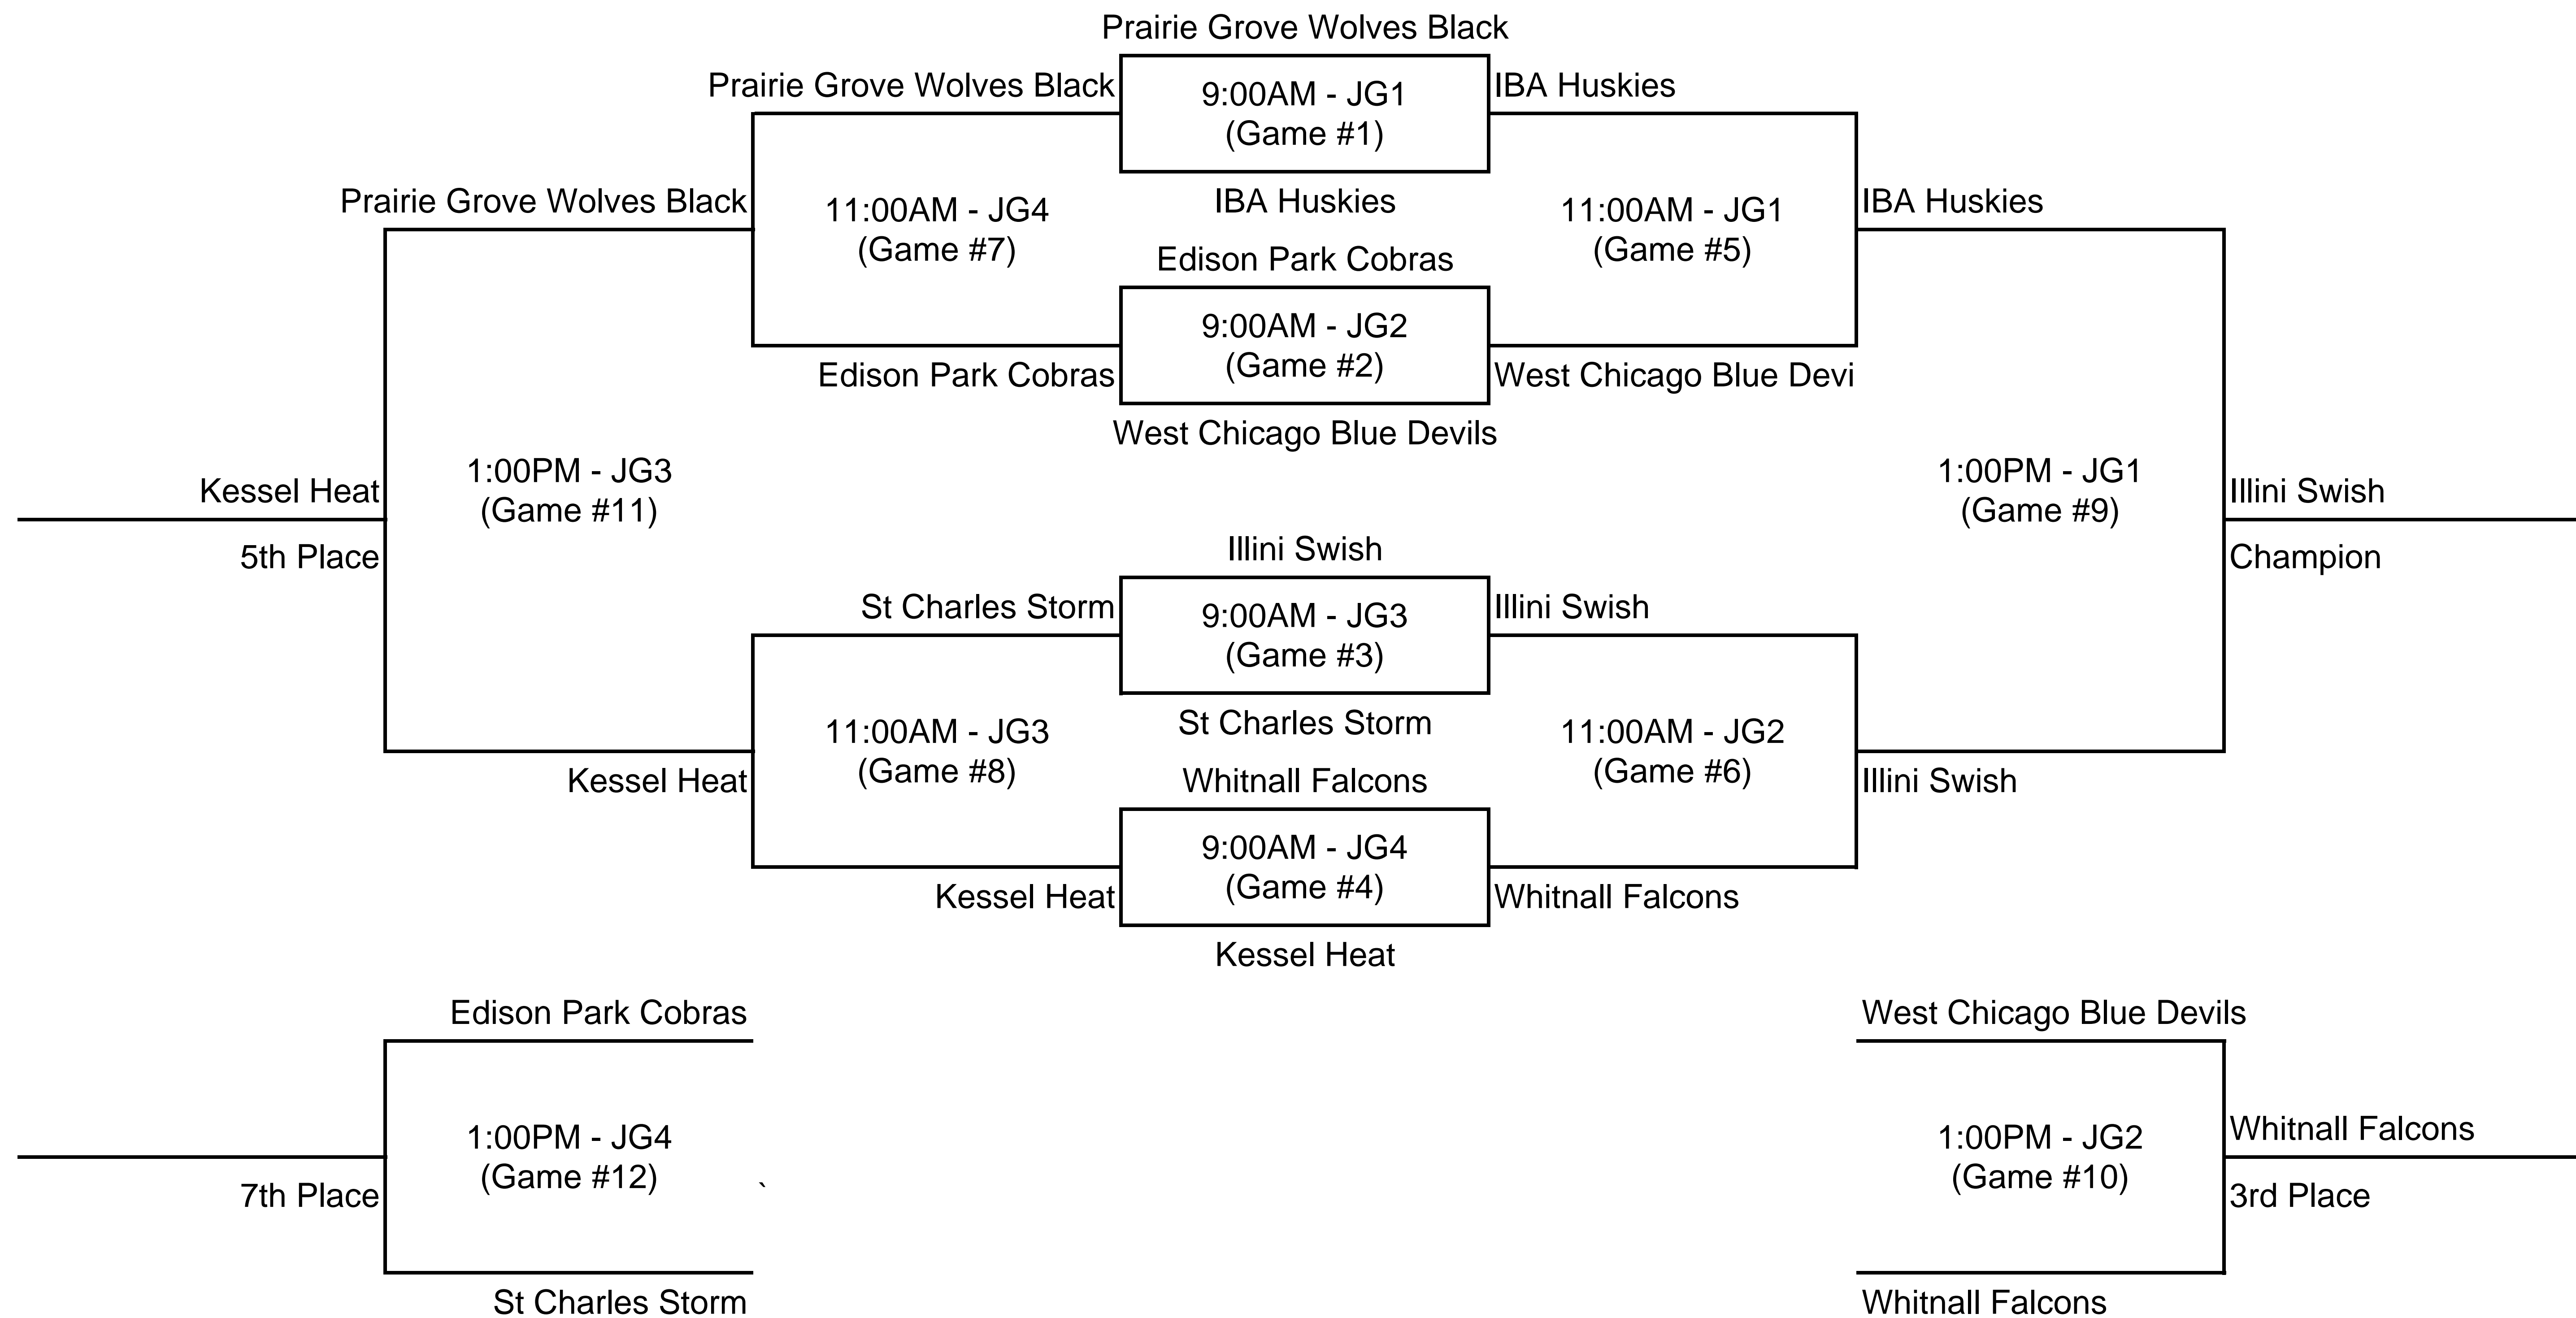 Prairie Grove Wolves Black
Prairie Grove Wolves Black
9:00AM - JG1
(Game #1)
IBA Huskies
Prairie Grove Wolves Black
11:00AM - JG4
(Game #7)
IBA Huskies
11:00AM - JG1
(Game #5)
IBA Huskies
Edison Park Cobras
9:00AM - JG2
(Game #2)
Edison Park Cobras
West Chicago Blue Devi
West Chicago Blue Devils
Kessel Heat
5th Place
1:00PM - JG3
(Game #11)
1:00PM - JG1
(Game #9)
Illini Swish
Champion
Illini Swish
St Charles Storm
9:00AM - JG3
(Game #3)
Illini Swish
St Charles Storm
11:00AM - JG3
(Game #8)
11:00AM - JG2
(Game #6)
Kessel Heat
Whitnall Falcons
Illini Swish
9:00AM - JG4
(Game #4)
Kessel Heat
Whitnall Falcons
Kessel Heat
Edison Park Cobras
West Chicago Blue Devils
1:00PM - JG4
(Game #12)
7th Place
`
1:00PM - JG2
(Game #10)
Whitnall Falcons
3rd Place
St Charles Storm
Whitnall Falcons